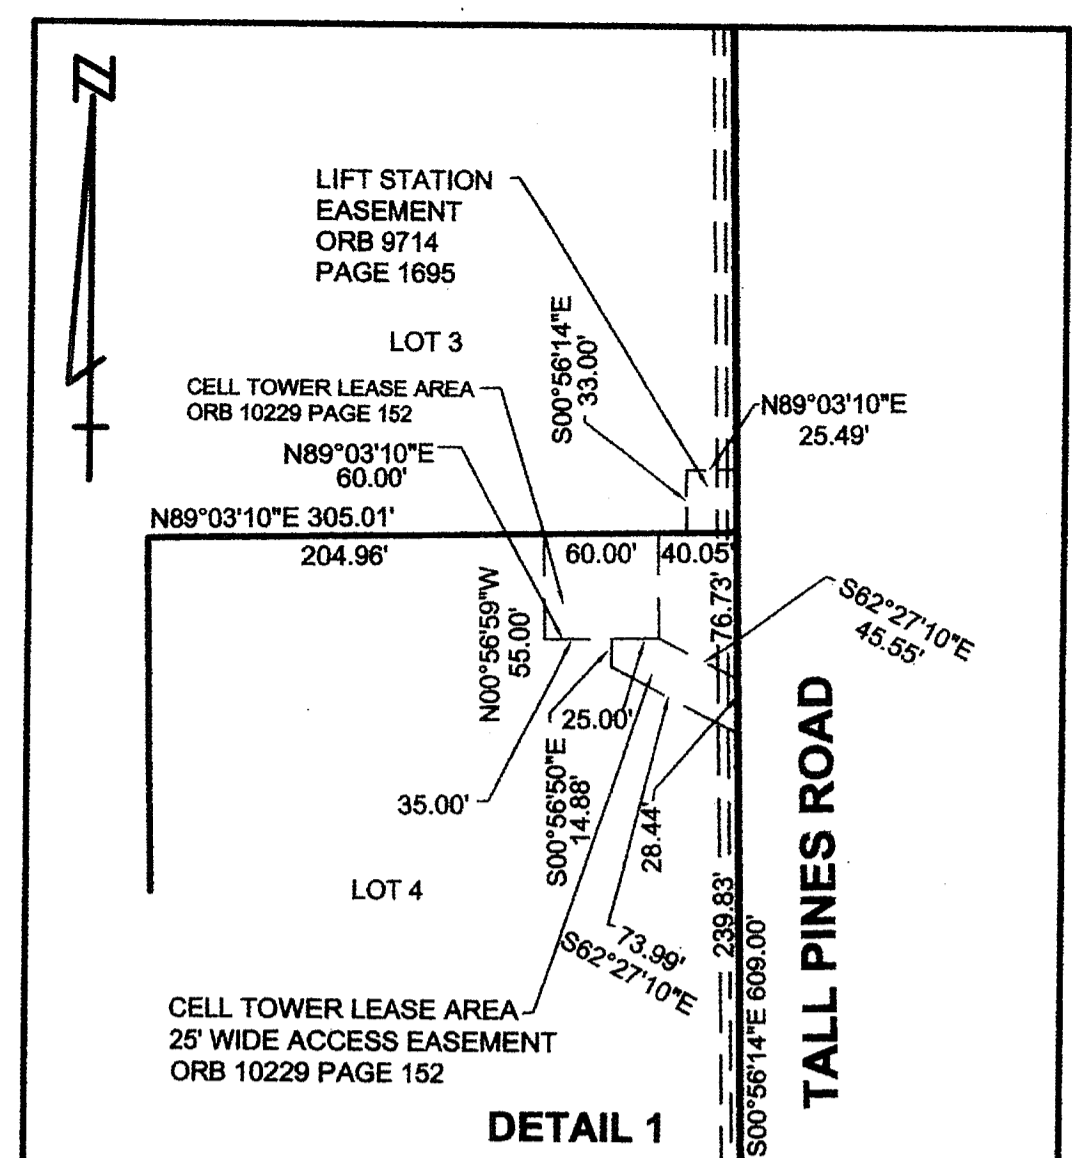 N
LIFT STATION
EASEMENT
ORB 9714
PAGE 1695
LOT 3
S00°56'14"E
33.00'
CELL TOWER LEASE AREA
ORB 10229 PAGE 152
N89°03'10"E
25.49'
N89°03'10"E
60.00'
N89°03'10"E 305.01'
204.96'
60.00'
40.05'
N00°56'59"W
55.00'
76.73'
S62°27'10"E
45.55'
25.00'
35.00'
S00°56'50"E
14.88'
28.44'
LOT 4
239.83'
73.99'
S62°27'10"E
S00°56'14"E 609.00'
TALL PINES ROAD
CELL TOWER LEASE AREA
25' WIDE ACCESS EASEMENT
ORB 10229 PAGE 152
DETAIL 1